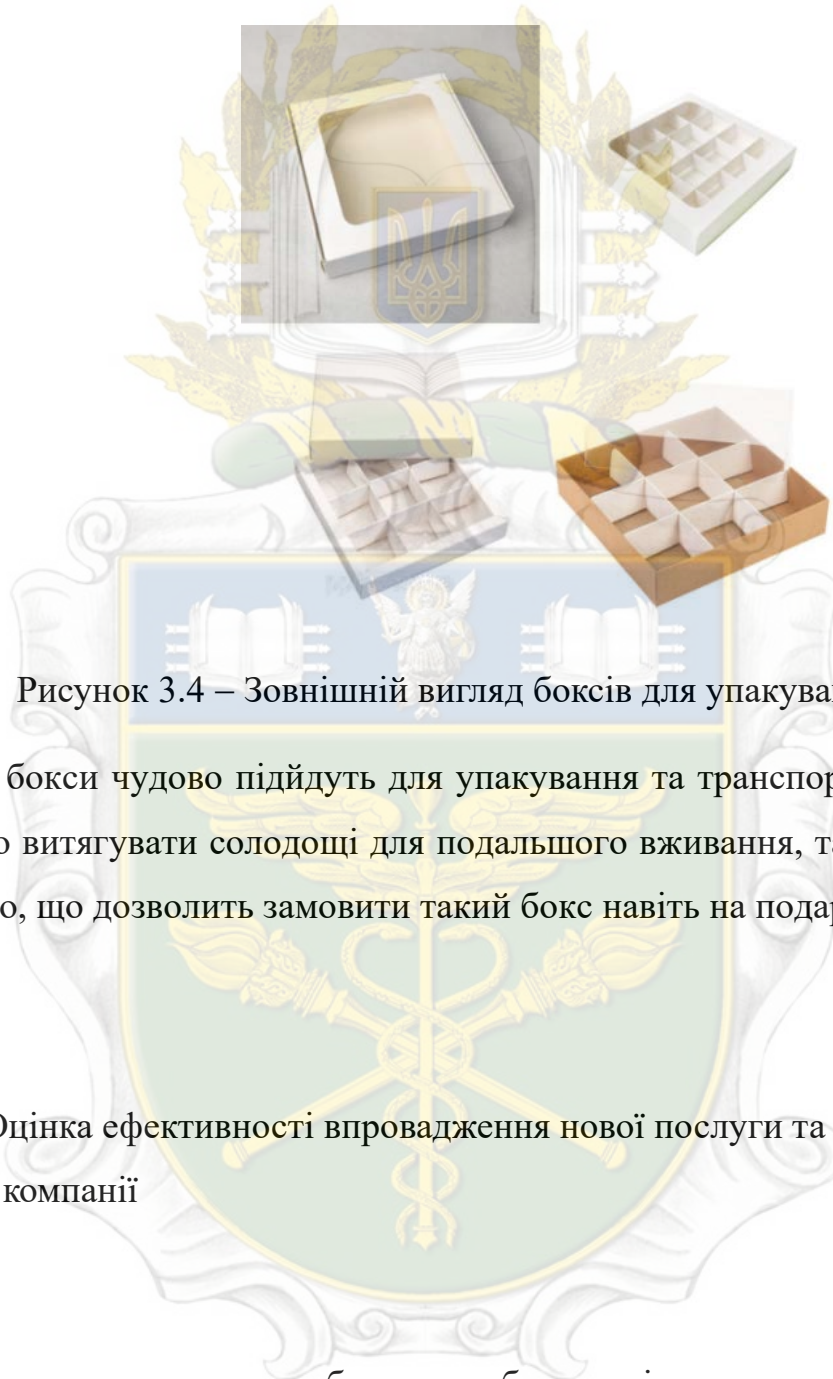 Рисунок 3.4 – Зовнішній вигляд боксів для упакува
бокси чудово підійдуть для упакування та транспор
витягувати солодощі для подальшого вживання, та
що дозволить замовити такий бокс навіть на пода
Оцінка ефективності впровадження нової послуги та
компанії